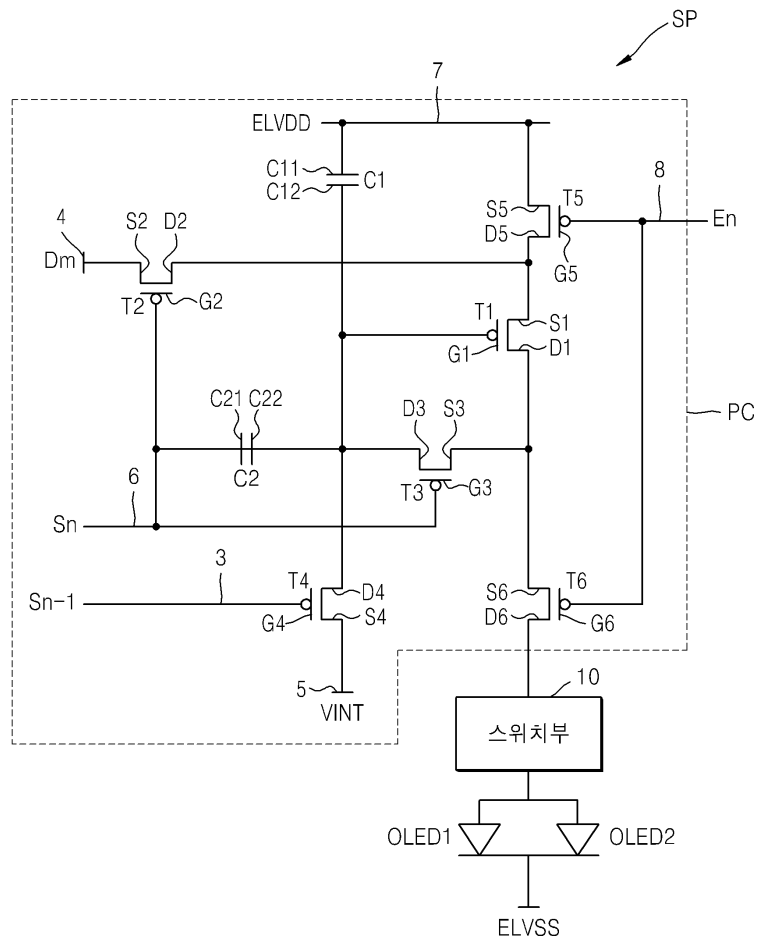 SP
7
ELVDD
C11
C12
C1
8
T5
S5
D5
G5
En
4
S2
D2
Dm
T2
G2
T1
S1
G1
D1
C21
C22
D3
S3
PC
C2
T3
G3
6
Sn
3
T4
D4
S6
T6
Sn-1
G4
S4
D6
G6
5
VINT
10
스위치부
OLED1
OLED2
ELVSS